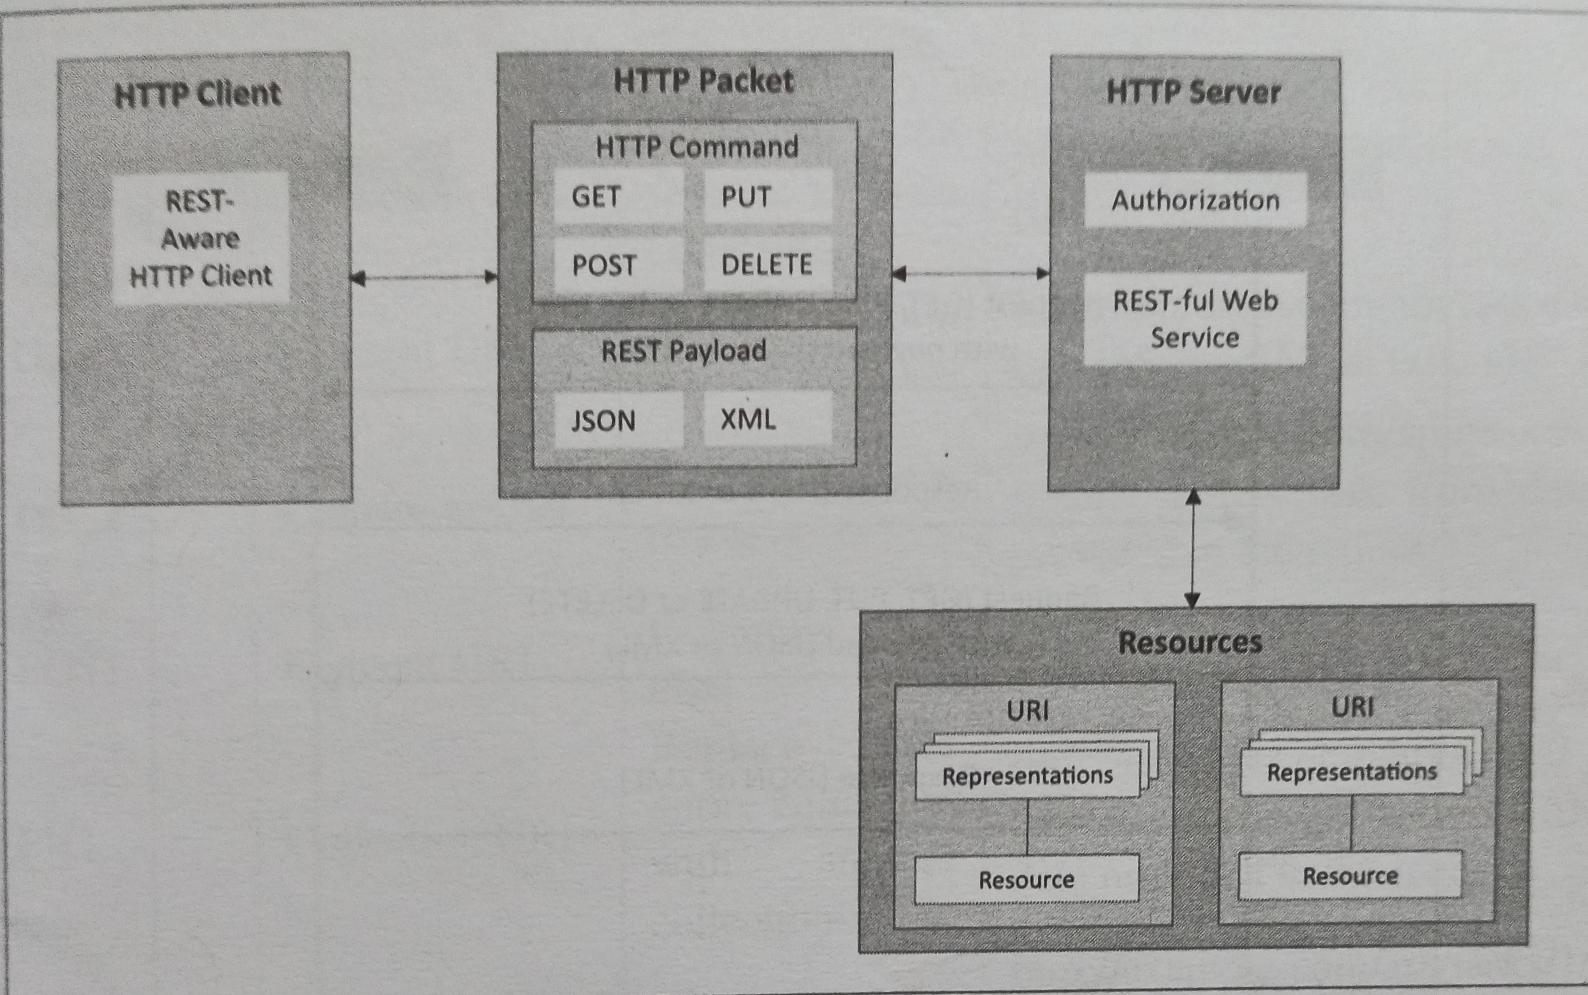 HTTP Client
REST-
Aware
HTTP Client
HTTP Packet
HTTP Command
GET
PUT
POST
DELETE
REST Payload
JSON
XML
HTTP Server
Authorization
REST-ful Web
Service
Resources
URI
Representations
Resource
URI
Representations
Resource